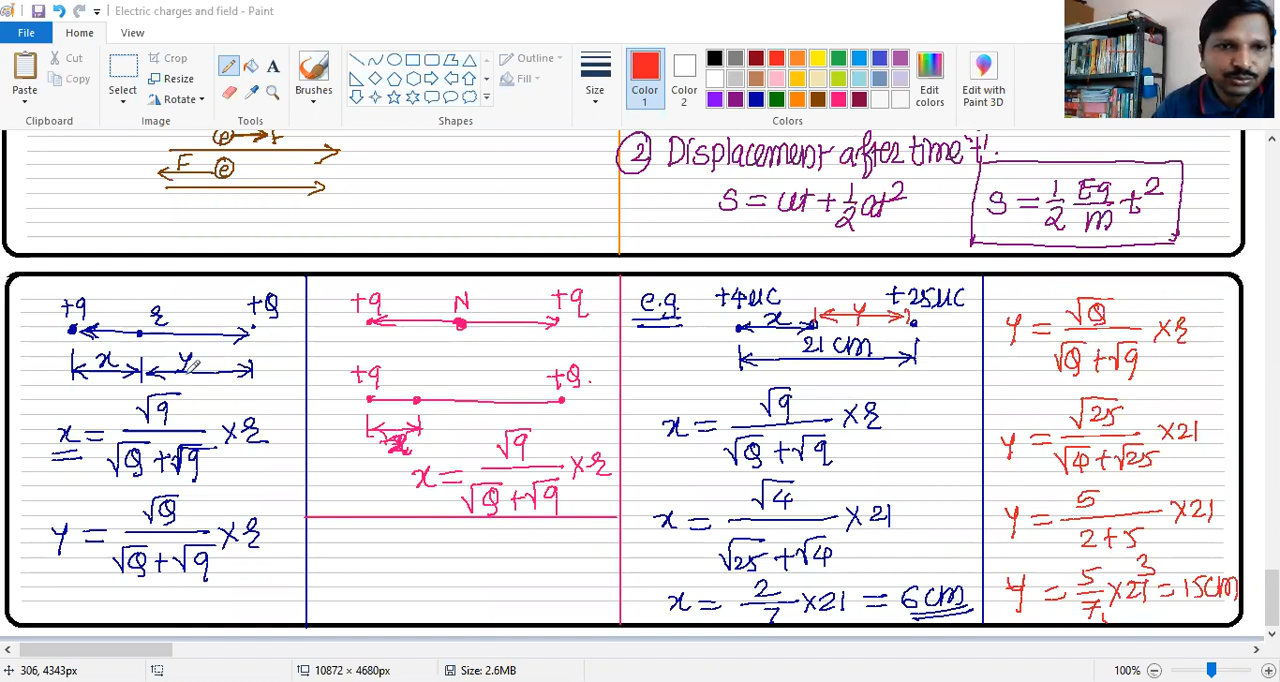 Electric charges and field - Paint
File
Home
View
Paste
Cut
Copy
Clipboard
Select
Crop
Resize
Rotate
Image
Tools
Brushes
Shapes
Outline
Fill
Size
Color 1
Color 2
Edit colors
Edit with Paint 3D
Colors
F
e
② Displacement after time 't'.
S = ut + 1/2 at²
S = 1/2 Eq/m t²
+q r +Q
x y
x = √q / (√Q + √q) × r
y = √Q / (√Q + √q) × r
+q N +q
+q +Q.
x = √q / (√Q + √q) × r
e.g. +4μC +25μC
x y
21 cm
x = √q / (√Q + √q) × r
x = √4 / (√25 + √4) × 21
x = 2/7 × 21 = 6 cm
y = √Q / (√Q + √q) × r
y = √25 / (√4 + √25) × 21
y = 5 / (2 + 5) × 21
y = 5/7 × 21 3 = 15 cm
306, 4343px
10872 × 4680px
Size: 2.6MB
100%